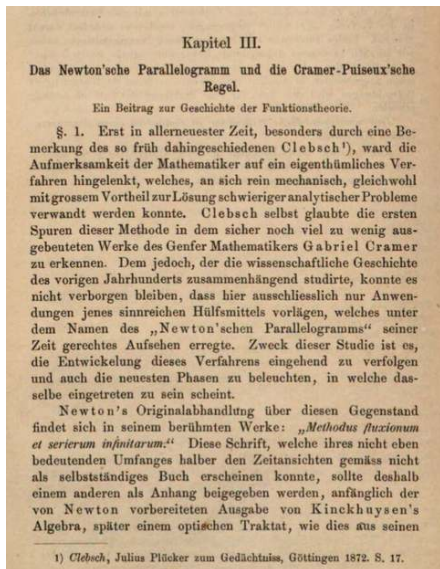 Kapitel III.
Das Newton'sche Parallelogramm und die Cramer-Puiseux'sche
Regel.
Ein Beitrag zur Geschichte der Funktionstheorie.
§. 1. Erst in allerneuester Zeit, besonders durch eine Be-
merkung des so früh dahingeschiedenen Clebsch¹), ward die
Aufmerksamkeit der Mathematiker auf ein eigenthümliches Ver-
fahren hingelenkt, welches, an sich rein mechanisch, gleichwohl
mit grossem Vortheil zur Lösung schwieriger analytischer Probleme
verwandt werden konnte. Clebsch selbst glaubte die ersten
Spuren dieser Methode in dem sicher noch viel zu wenig aus-
gebeuteten Werke des Genfer Mathematikers Gabriel Cramer
zu erkennen. Dem jedoch, der die wissenschaftliche Geschichte
des vorigen Jahrhunderts zusammenhängend studirte, konnte es
nicht verborgen bleiben, dass hier ausschliesslich nur Anwen-
dungen jenes sinnreichen Hülfsmittels vorlägen, welches unter
dem Namen des „Newton'schen Parallelogramms“ seiner
Zeit gerechtes Aufsehen erregte. Zweck dieser Studie ist es,
die Entwickelung dieses Verfahrens eingehend zu verfolgen
und auch die neuesten Phasen zu beleuchten, in welche das-
selbe eingetreten zu sein scheint.
Newton's Originalabhandlung über diesen Gegenstand
findet sich in seinem berühmten Werke: „Methodus fluxionum
et serierum infinitarum.“ Diese Schrift, welche ihres nicht eben
bedeutenden Umfanges halber den Zeitansichten gemäss nicht
als selbstständiges Buch erscheinen konnte, sollte deshalb
einem anderen als Anhang beigegeben werden, anfänglich der
von Newton vorbereiteten Ausgabe von Kinckhuysen's
Algebra, später einem optischen Traktat, wie dies aus seinen
1) Clebsch, Julius Plücker zum Gedächtniss, Göttingen 1872. S. 17.